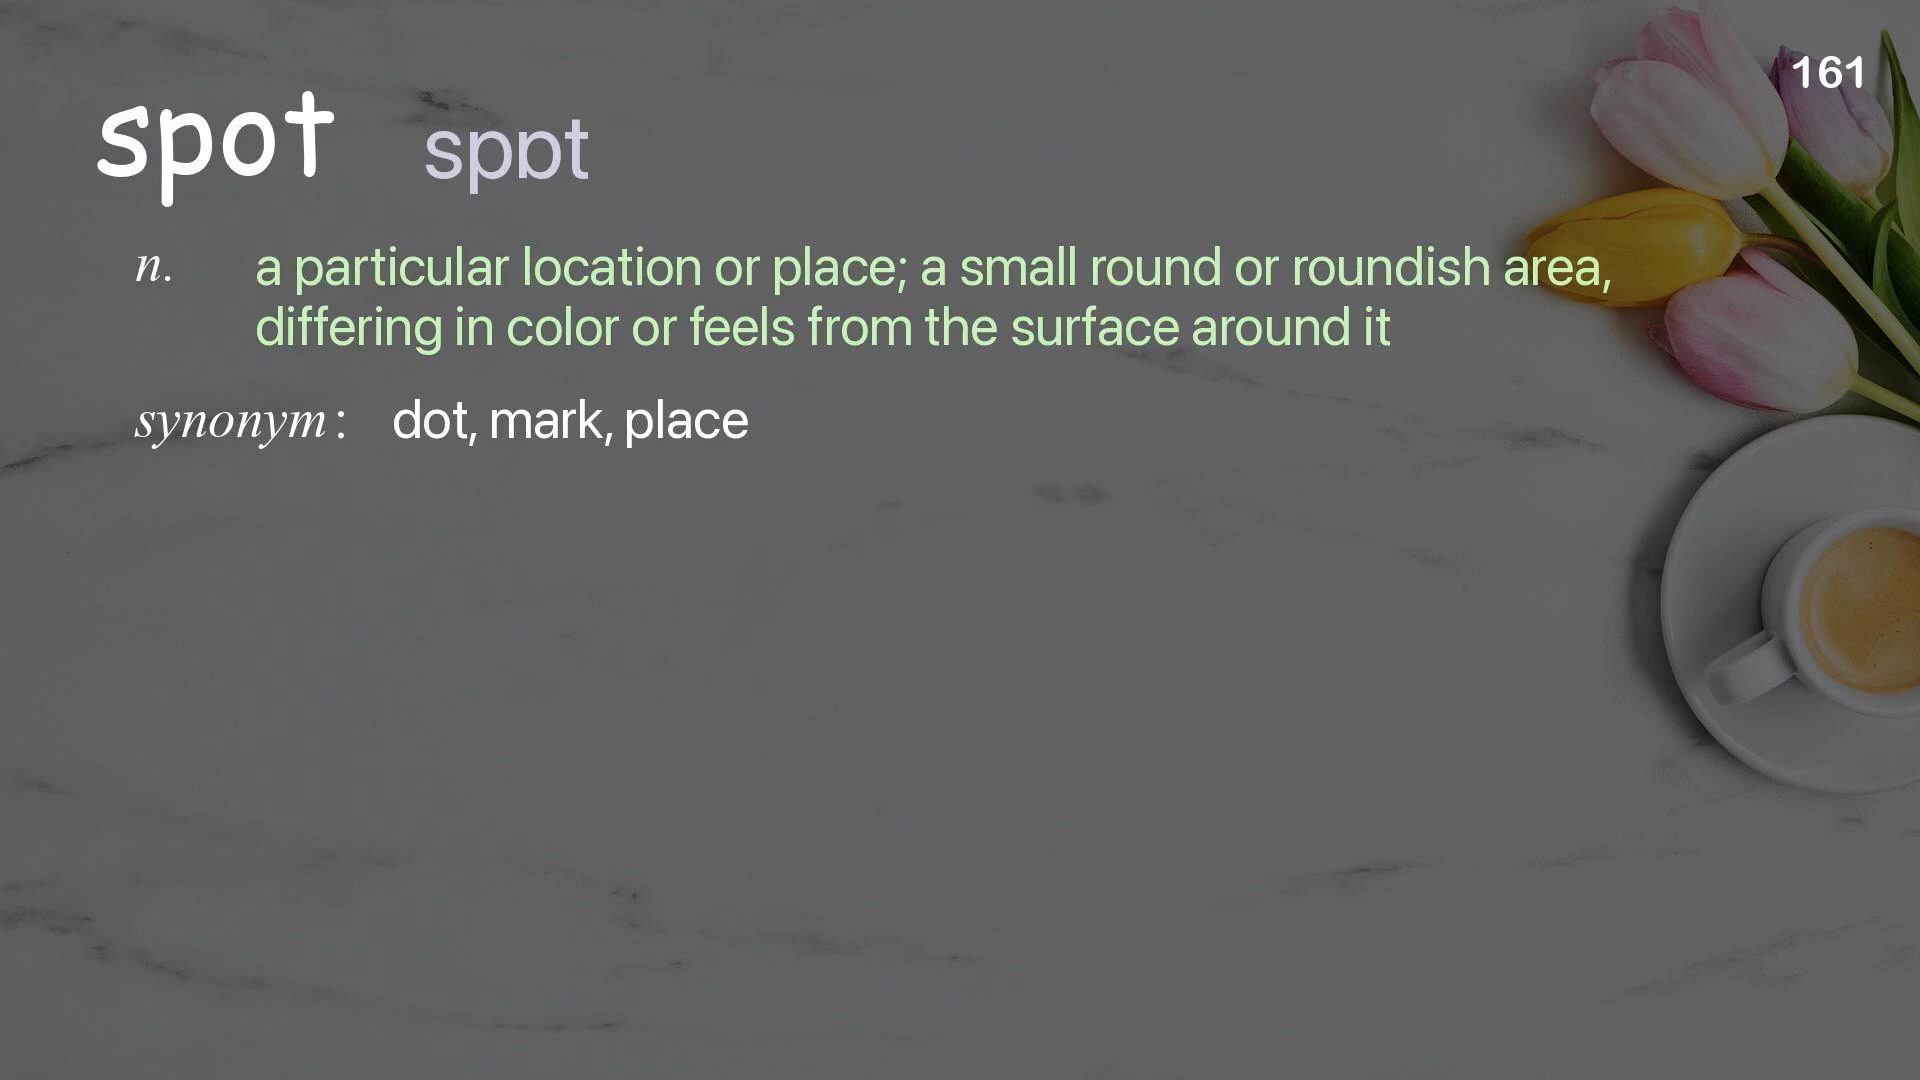 161
spot spɒt
n. a particular location or place; a small round or roundish area,
differing in color or feels from the surface around it
synonym: dot, mark, place